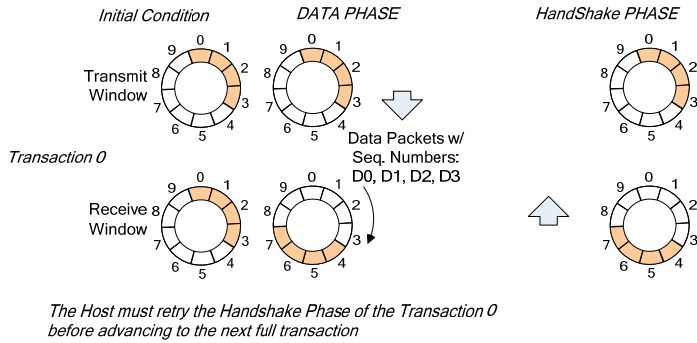 Initial Condition DATA PHASE HandShake PHASE
0 1 2 3 4 5 6 7 8 9
0 1 2 3 4 5 6 7 8 9
0 1 2 3 4 5 6 7 8 9
Transmit
Window
Data Packets w/
Seq. Numbers:
D0, D1, D2, D3
Transaction 0
0 1 2 3 4 5 6 7 8 9
0 1 2 3 4 5 6 7 8 9
0 1 2 3 4 5 6 7 8 9
Receive
Window
The Host must retry the Handshake Phase of the Transaction 0
before advancing to the next full transaction